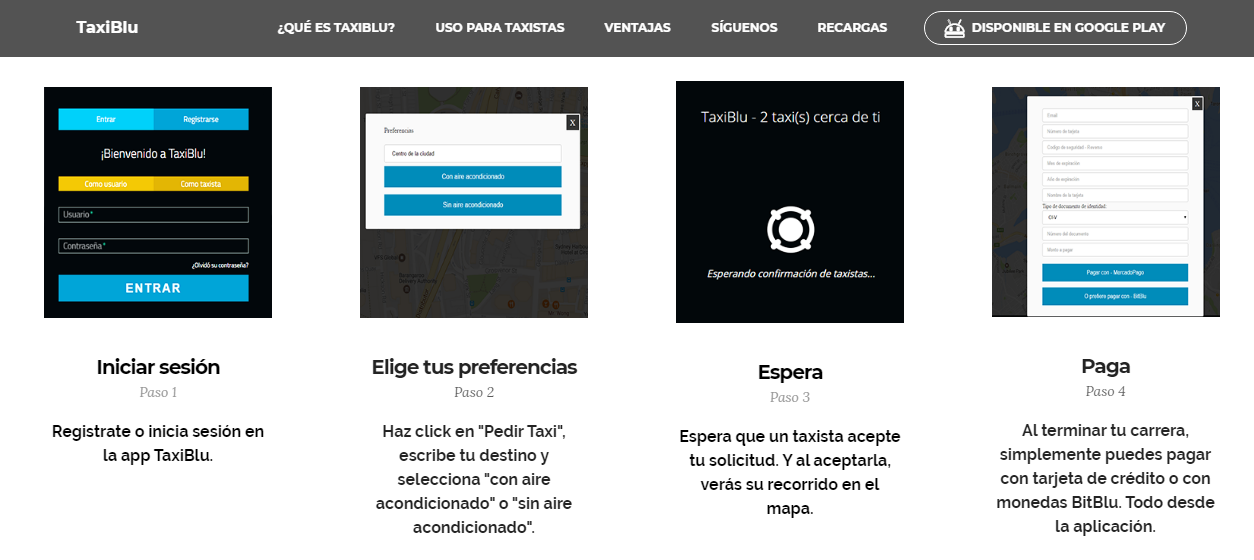 TaxiBlu
¿QUÉ ES TAXIBLU?
USO PARA TAXISTAS
VENTAJAS
SÍGUENOS
RECARGAS
DISPONIBLE EN GOOGLE PLAY
Entrar
Registrarse
¡Bienvenido a TaxiBlu!
Como usuario
Como taxista
Usuario*
Contraseña*
¿Olvidó su contraseña?
ENTRAR
Iniciar sesión
Paso 1
Registrate o inicia sesión en
la app TaxiBlu.
X
Preferencias
Centro de la ciudad
Con aire acondicionado
Sin aire acondicionado
Elige tus preferencias
Paso 2
Haz click en "Pedir Taxi",
escribe tu destino y
selecciona "con aire
acondicionado" o "sin aire
acondicionado".
TaxiBlu - 2 taxi(s) cerca de ti
Esperando confirmación de taxistas...
Espera
Paso 3
Espera que un taxista acepte
tu solicitud. Y al aceptarla,
verás su recorrido en el
mapa.
X
Email
Número de tarjeta
Codigo de seguridad - Reverso
Mes de expiración
Año de expiración
Nombre de la tarjeta
Tipo de documento de identidad:
CI-V
Número del documento
Monto a pagar
Pagar con - MercadoPago
O prefiere pagar con - BitBlu
Paga
Paso 4
Al terminar tu carrera,
simplemente puedes pagar
con tarjeta de crédito o con
monedas BitBlu. Todo desde
la aplicación.